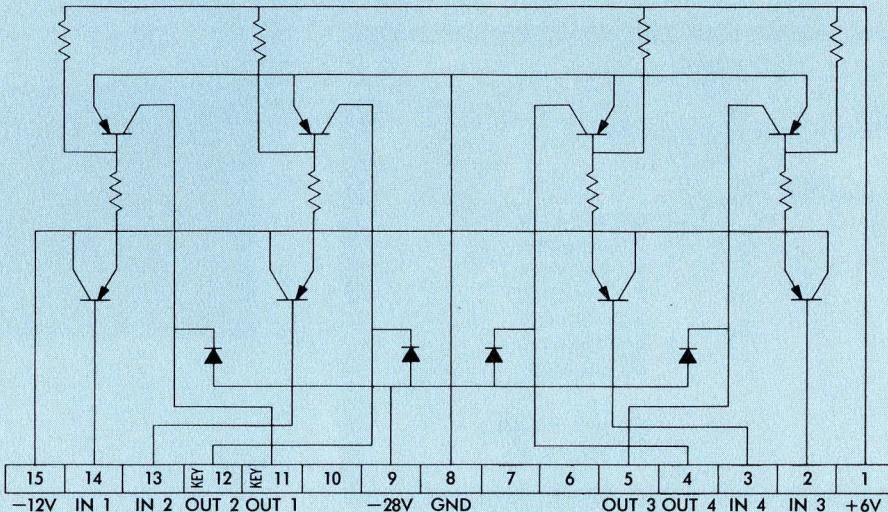 15 14 13 KEY 12 KEY 11 10 9 8 7 6 5 4 3 2 1
−12V IN 1 IN 2 OUT 2 OUT 1 −28V GND OUT 3 OUT 4 IN 4 IN 3 +6V